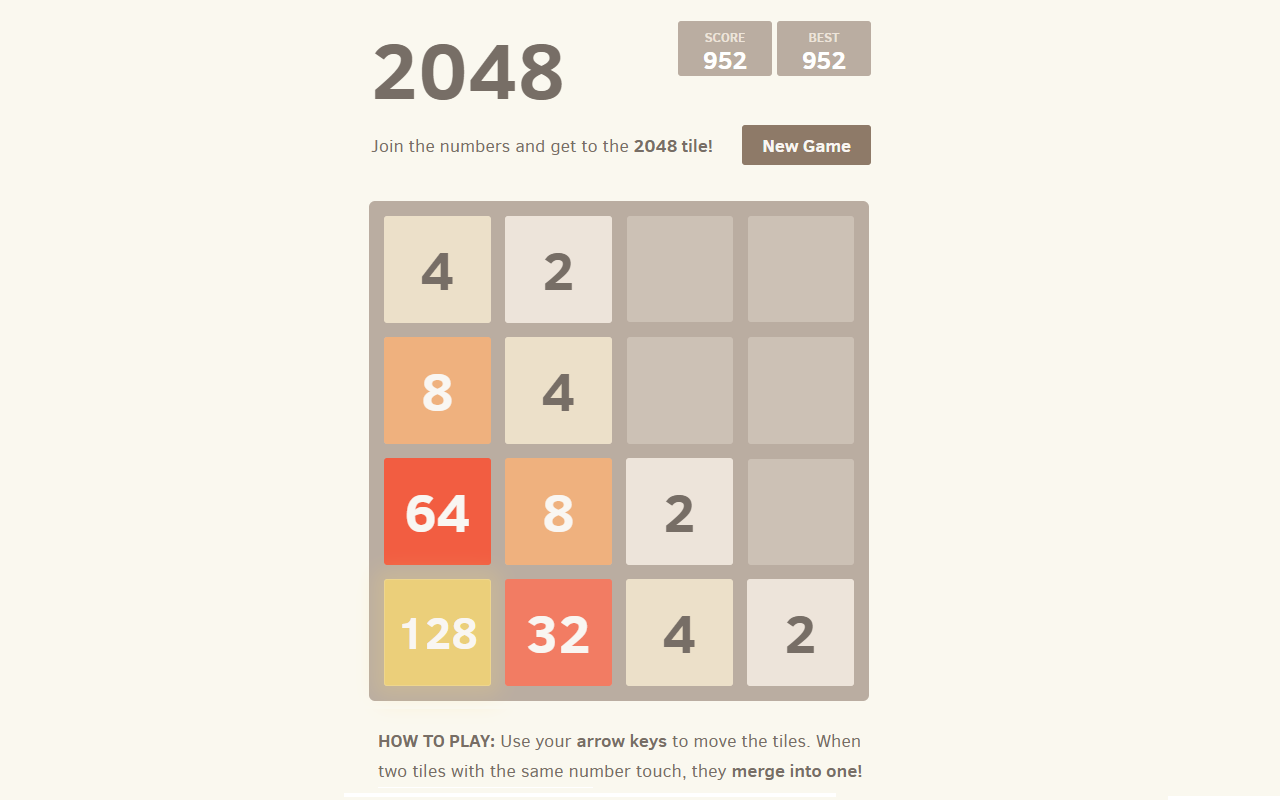 2048
SCORE
952
BEST
952
Join the numbers and get to the 2048 tile!
New Game
4 2
8 4
64 8 2
128 32 4 2
HOW TO PLAY: Use your arrow keys to move the tiles. When
two tiles with the same number touch, they merge into one!